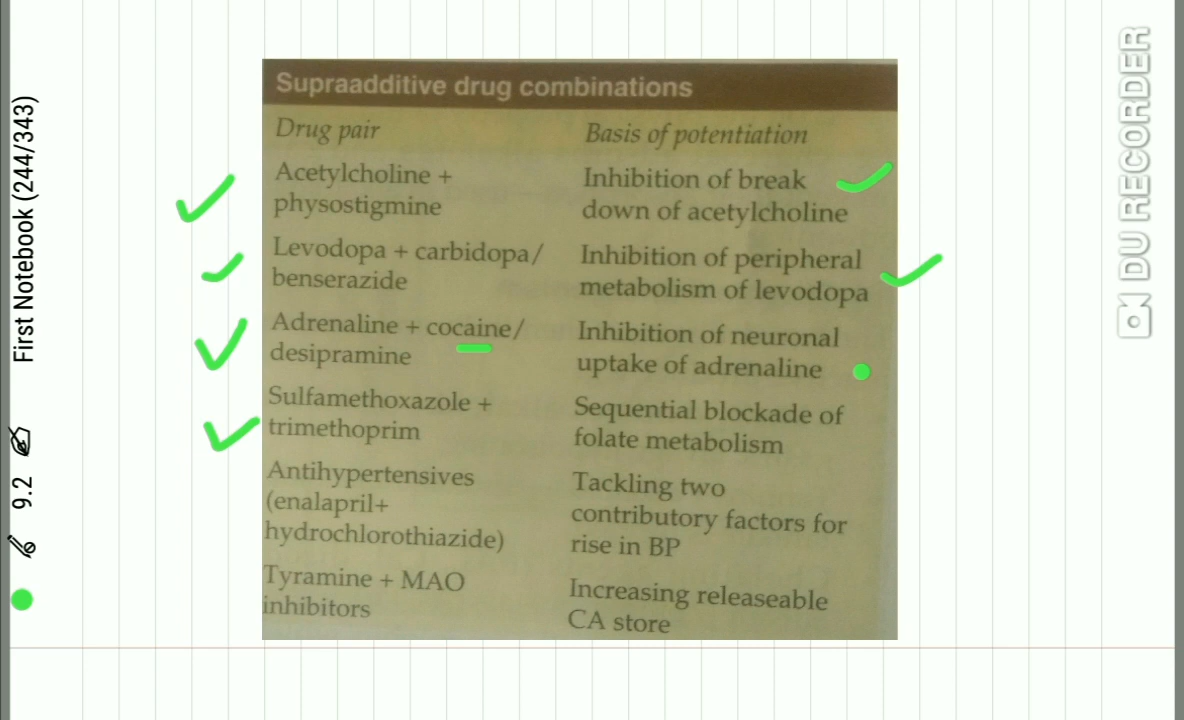 First Notebook (244/343)
9.2
DU RECORDER
Supraadditive drug combinations
Drug pair
Basis of potentiation
Acetylcholine +
physostigmine
Inhibition of break
down of acetylcholine
Levodopa + carbidopa/
benserazide
Inhibition of peripheral
metabolism of levodopa
Adrenaline + cocaine/
desipramine
Inhibition of neuronal
uptake of adrenaline
Sulfamethoxazole +
trimethoprim
Sequential blockade of
folate metabolism
Antihypertensives
(enalapril+
hydrochlorothiazide)
Tackling two
contributory factors for
rise in BP
Tyramine + MAO
inhibitors
Increasing releaseable
CA store